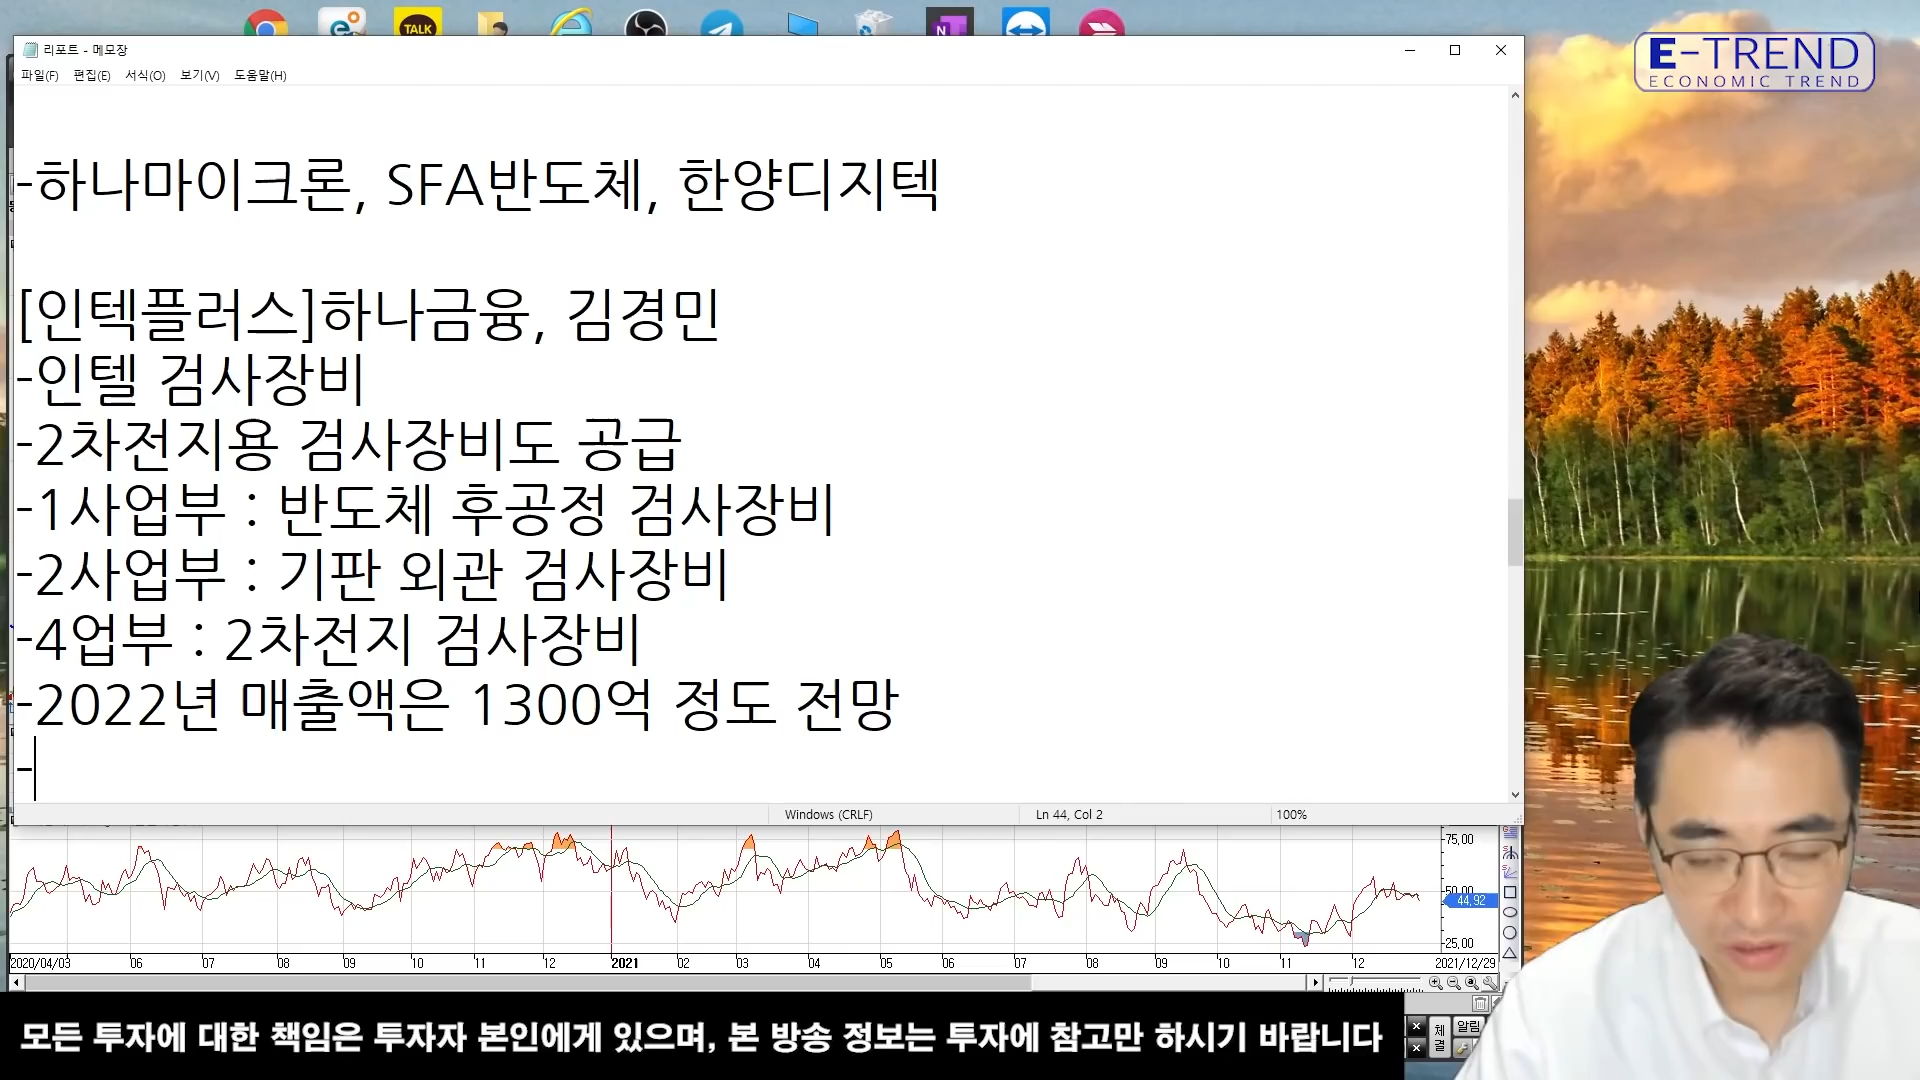 TALK
리포트 - 메모장
파일(F) 편집(E) 서식(O) 보기(V) 도움말(H)
E-TREND
ECONOMIC TREND
-하나마이크론, SFA반도체, 한양디지텍
[인텍플러스]하나금융, 김경민
-인텔 검사장비
-2차전지용 검사장비도 공급
-1사업부 : 반도체 후공정 검사장비
-2사업부 : 기판 외관 검사장비
-4업부 : 2차전지 검사장비
-2022년 매출액은 1300억 정도 전망
-
Windows (CRLF) Ln 44, Col 2 100%
75,00
50,00
44,92
25,00
2020/04/03 06 07 08 09 10 11 12 2021 02 03 04 05 06 07 08 09 10 11 12 2021/12/29
체결 알림
모든 투자에 대한 책임은 투자자 본인에게 있으며, 본 방송 정보는 투자에 참고만 하시기 바랍니다